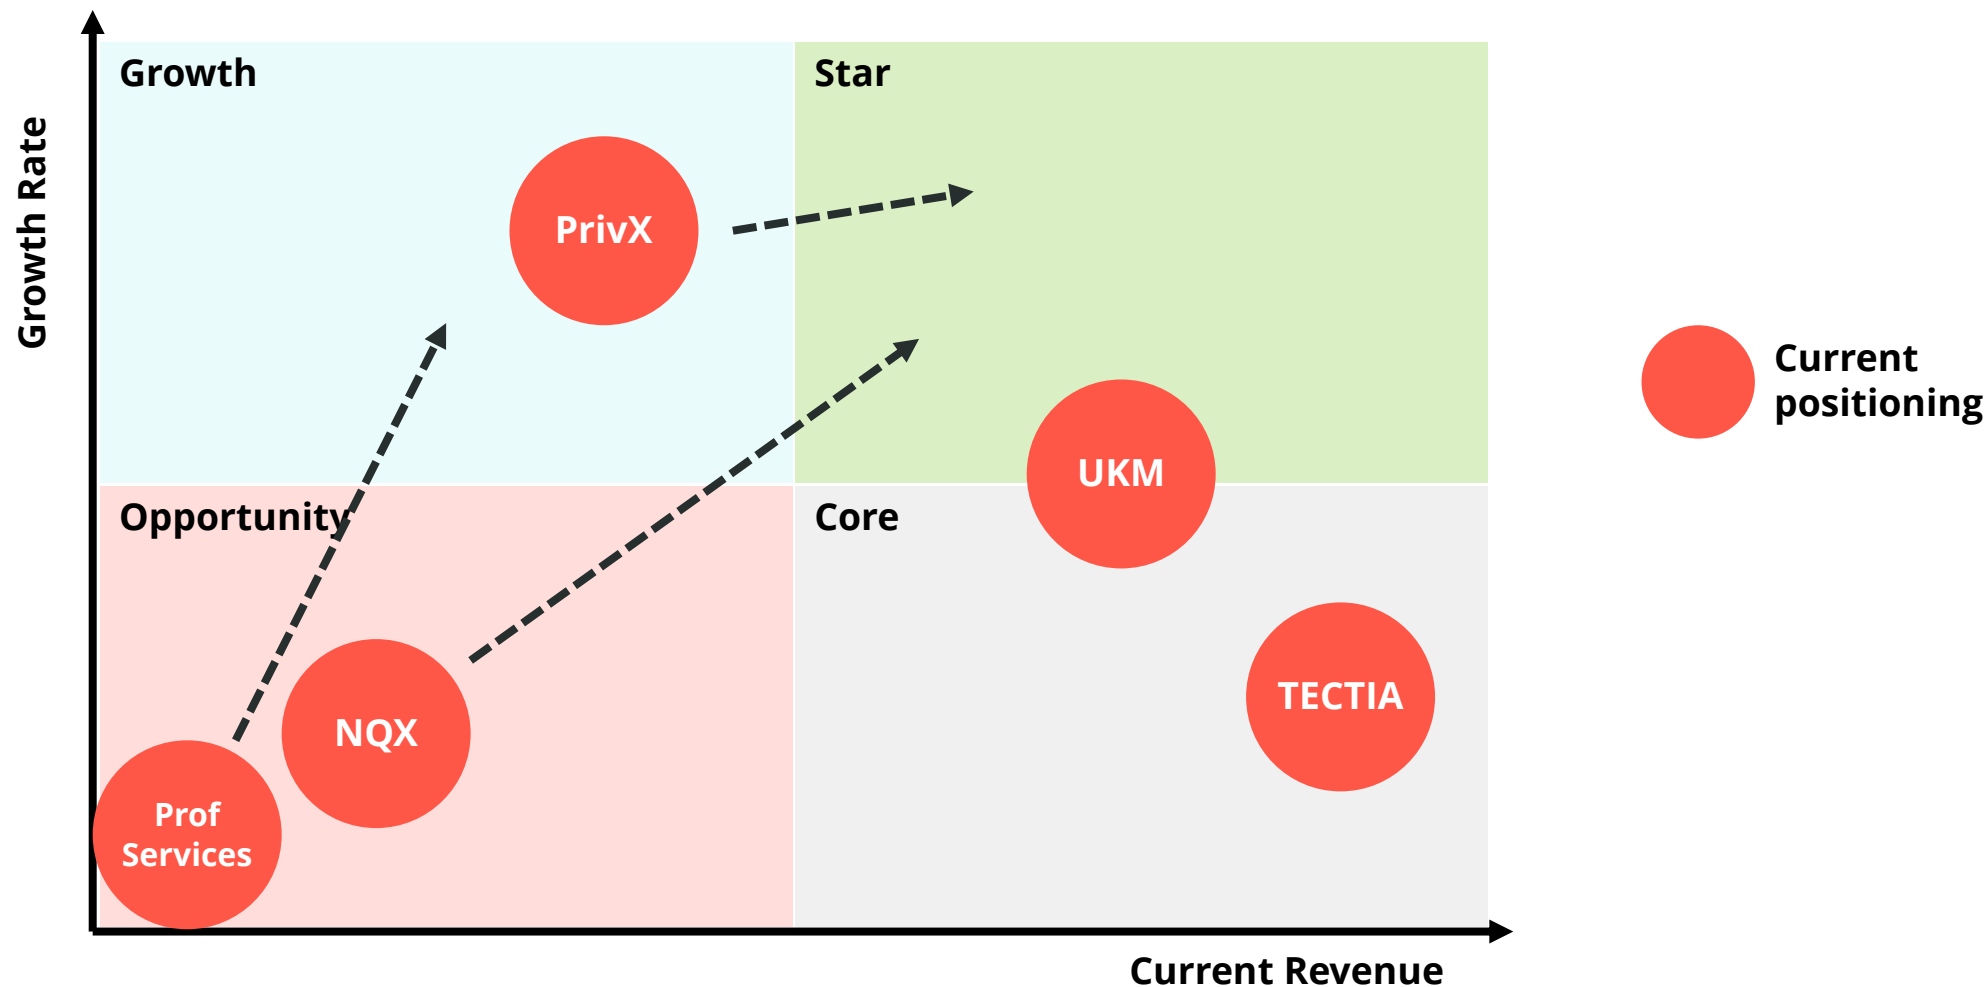 Growth
Star
Growth Rate
PrivX
Current
positioning
UKM
Opportunity
Core
TECTIA
NQX
Prof
Services
Current Revenue